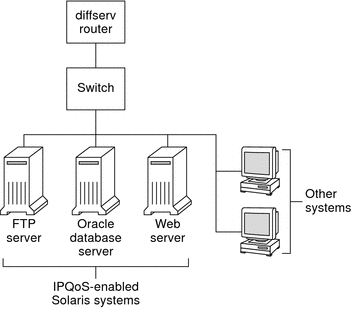 diffserv
router
Switch
FTP
server
Oracle
database
server
Web
server
Other
systems
IPQoS-enabled
Solaris systems